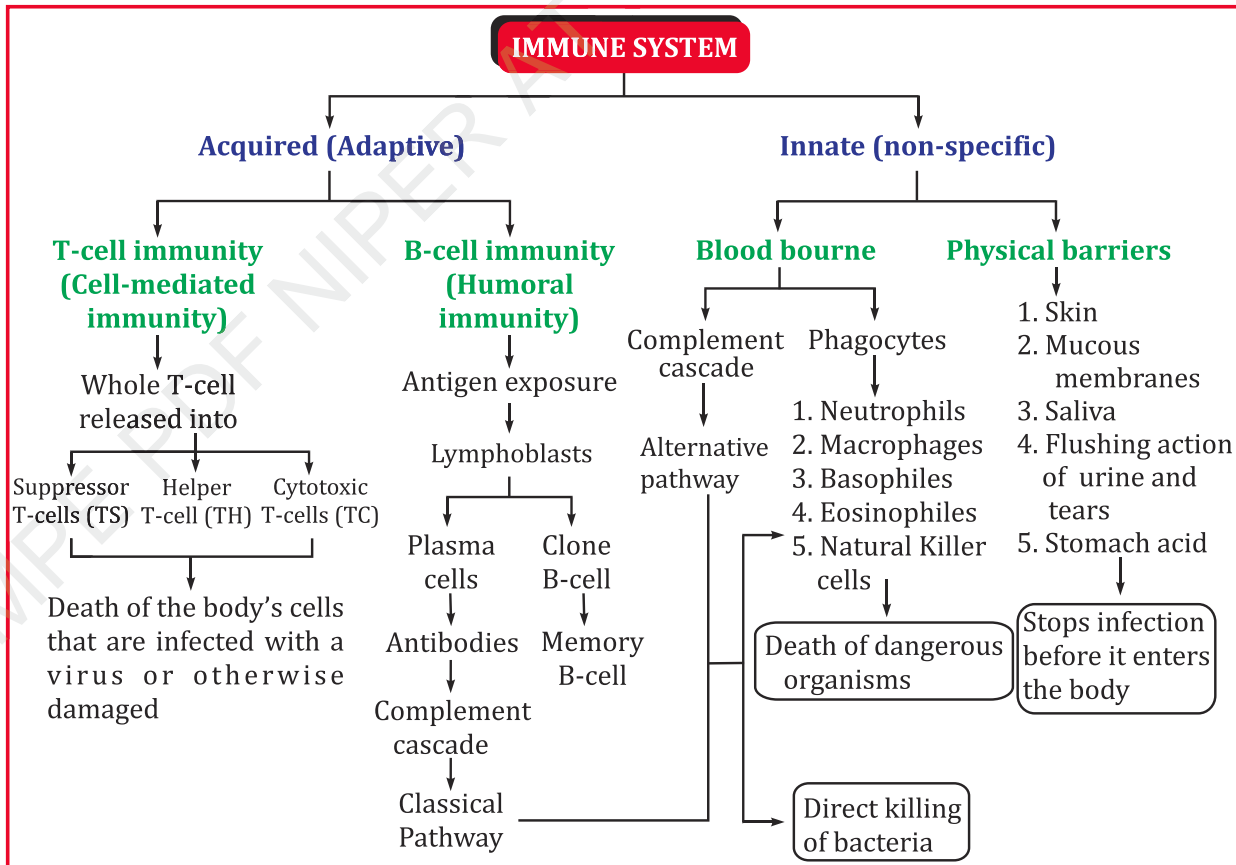 IMMUNE SYSTEM
Acquired (Adaptive)
Innate (non-specific)
T-cell immunity
(Cell-mediated
immunity)
Whole T-cell
released into
Suppressor
T-cells (TS)
Helper
T-cell (TH)
Cytotoxic
T-cells (TC)
Death of the body's cells
that are infected with a
virus or otherwise
damaged
B-cell immunity
(Humoral
immunity)
Antigen exposure
Lymphoblasts
Plasma
cells
Antibodies
Complement
cascade
Classical
Pathway
Clone
B-cell
Memory
B-cell
Blood bourne
Complement
cascade
Alternative
pathway
Phagocytes
1. Neutrophils
2. Macrophages
3. Basophiles
4. Eosinophiles
5. Natural Killer
cells
Death of dangerous
organisms
Direct killing
of bacteria
Physical barriers
1. Skin
2. Mucous
membranes
3. Saliva
4. Flushing action
of urine and
tears
5. Stomach acid
Stops infection
before it enters
the body
PDF NIPER AT